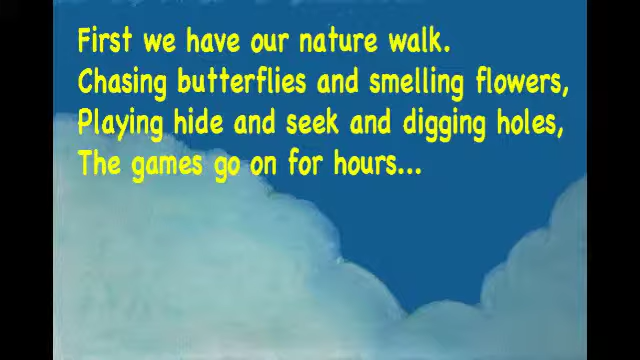 First we have our nature walk.
Chasing butterflies and smelling flowers,
Playing hide and seek and digging holes,
The games go on for hours...